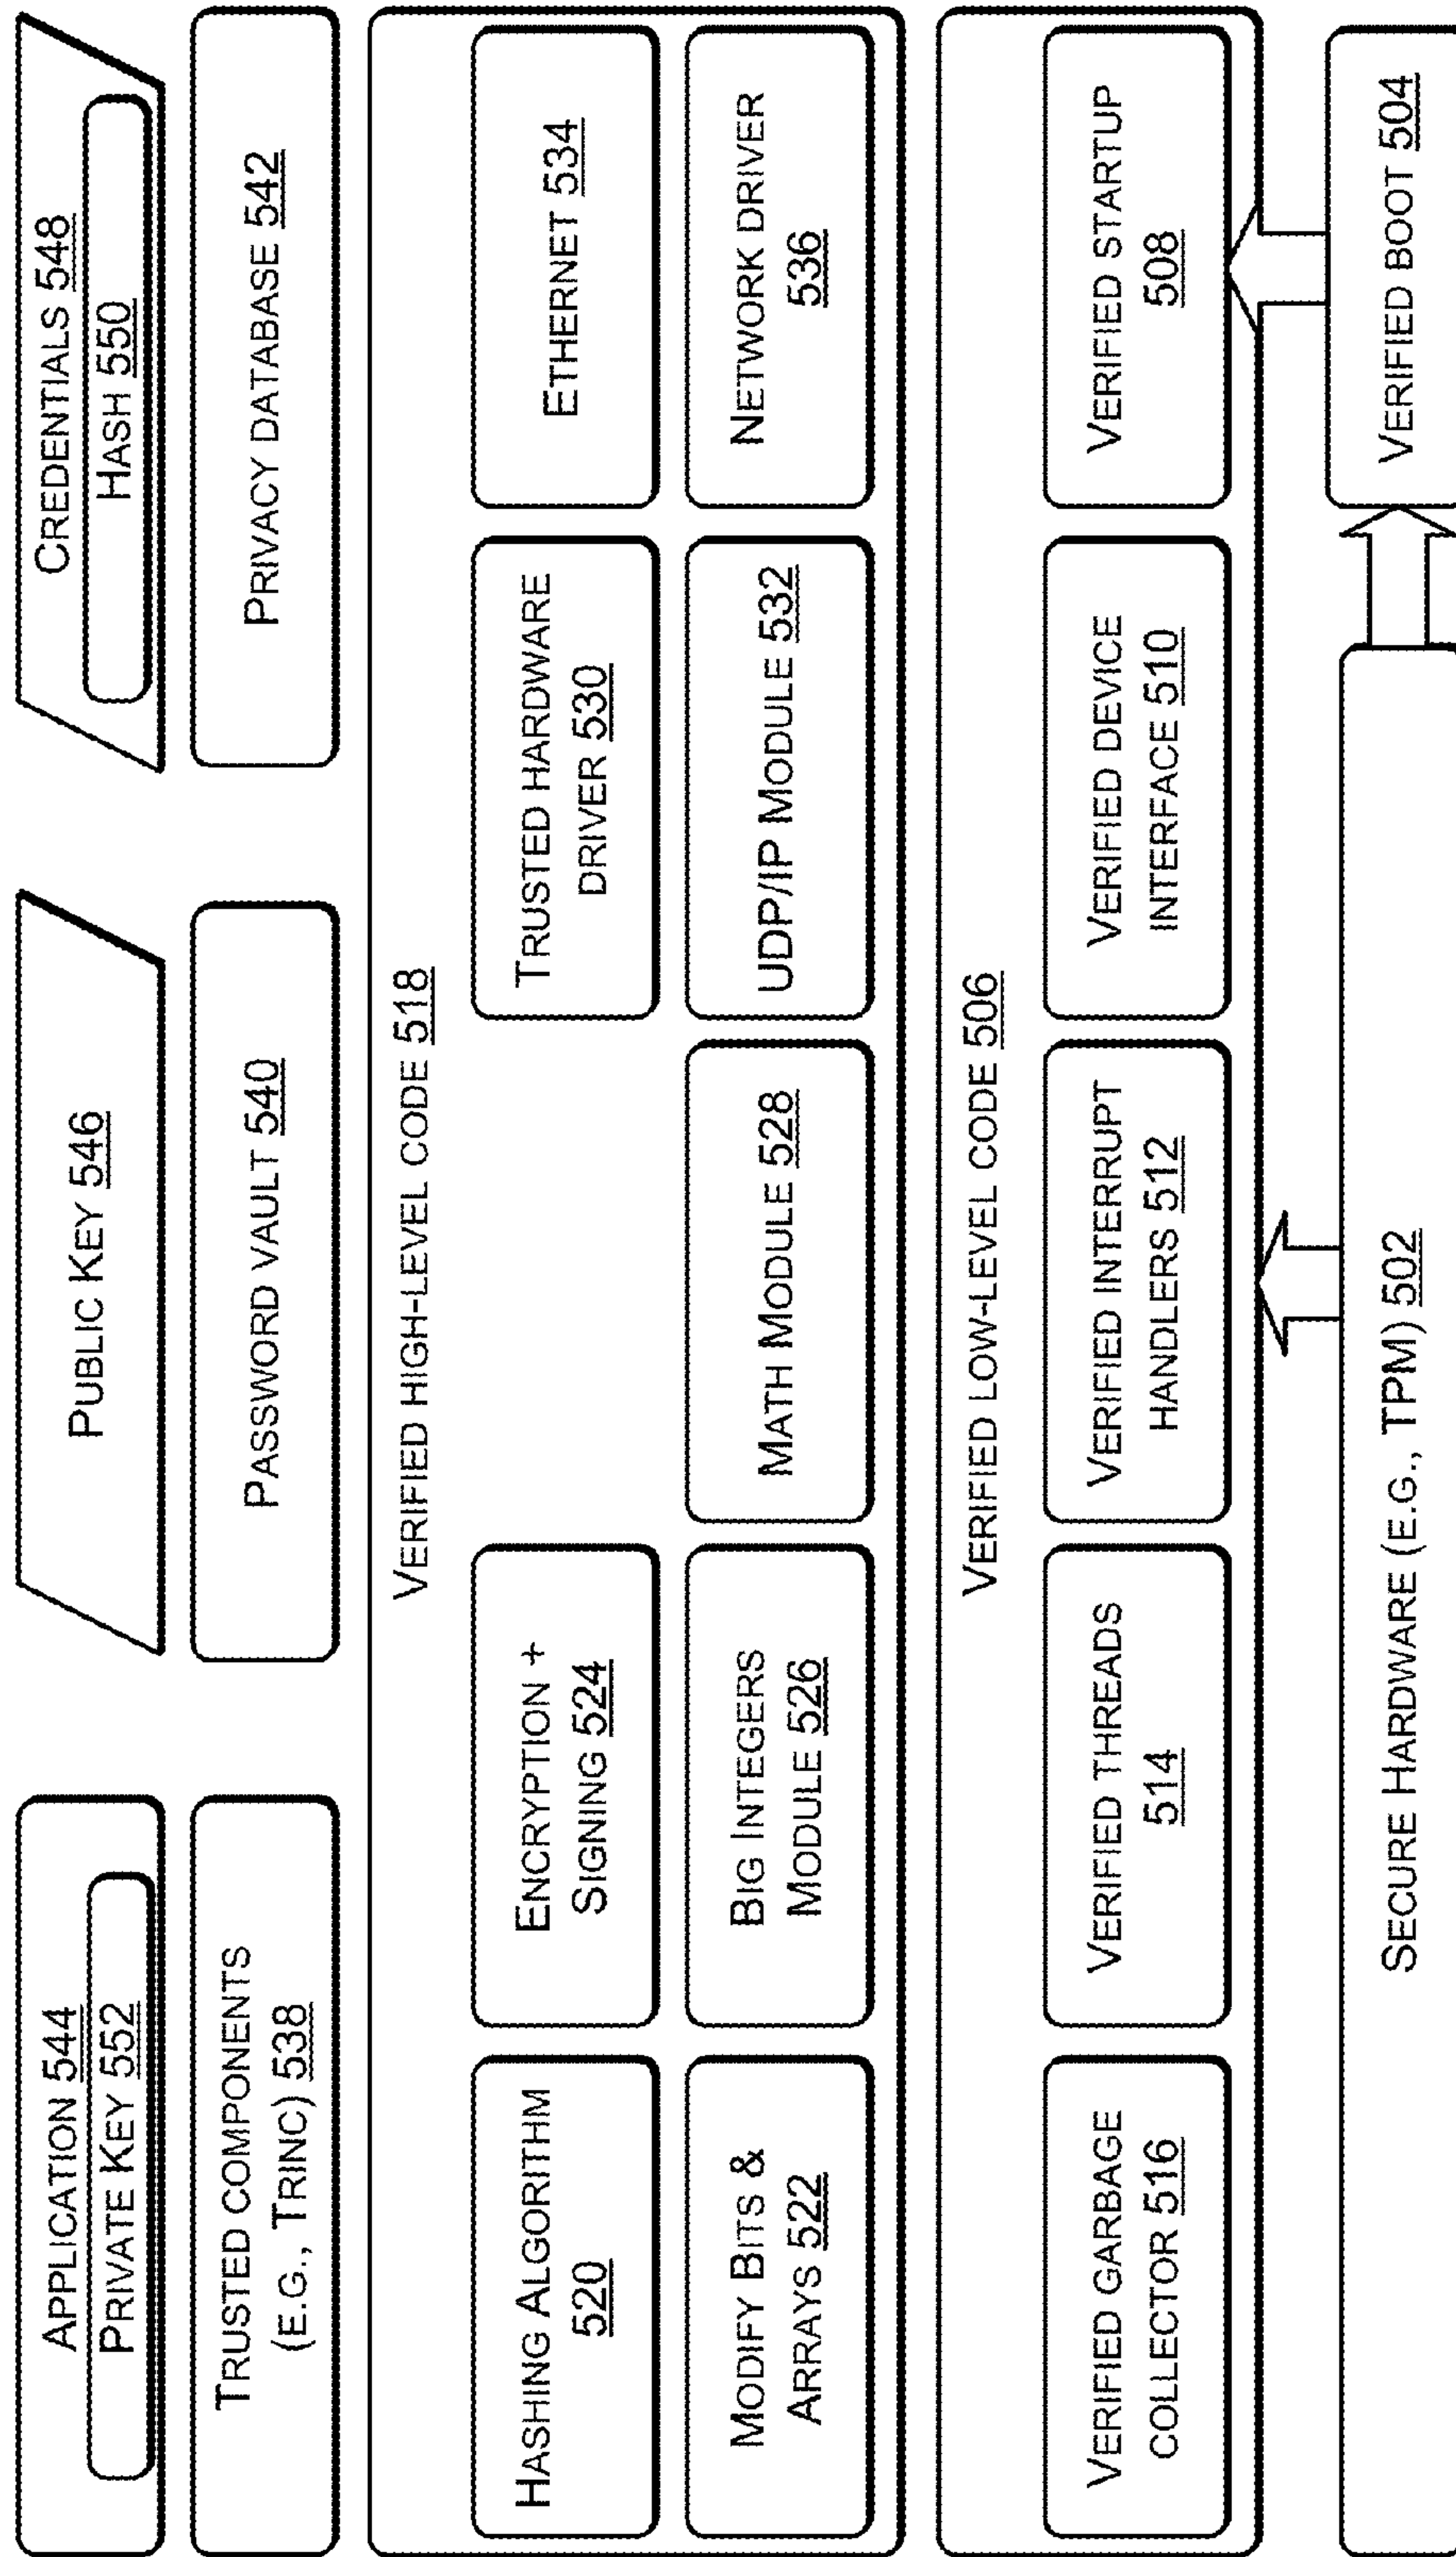 APPLICATION 544
PRIVATE KEY 552
PUBLIC KEY 546
CREDENTIALS 548
HASH 550
TRUSTED COMPONENTS
(E.G., TRINC) 538
PASSWORD VAULT 540
PRIVACY DATABASE 542
VERIFIED HIGH-LEVEL CODE 518
HASHING ALGORITHM
520
ENCRYPTION +
SIGNING 524
TRUSTED HARDWARE
DRIVER 530
ETHERNET 534
MODIFY BITS &
ARRAYS 522
BIG INTEGERS
MODULE 526
MATH MODULE 528
UDP/IP MODULE 532
NETWORK DRIVER
536
VERIFIED LOW-LEVEL CODE 506
VERIFIED GARBAGE
COLLECTOR 516
VERIFIED THREADS
514
VERIFIED INTERRUPT
HANDLERS 512
VERIFIED DEVICE
INTERFACE 510
VERIFIED STARTUP
508
SECURE HARDWARE (E.G., TPM) 502
VERIFIED BOOT 504